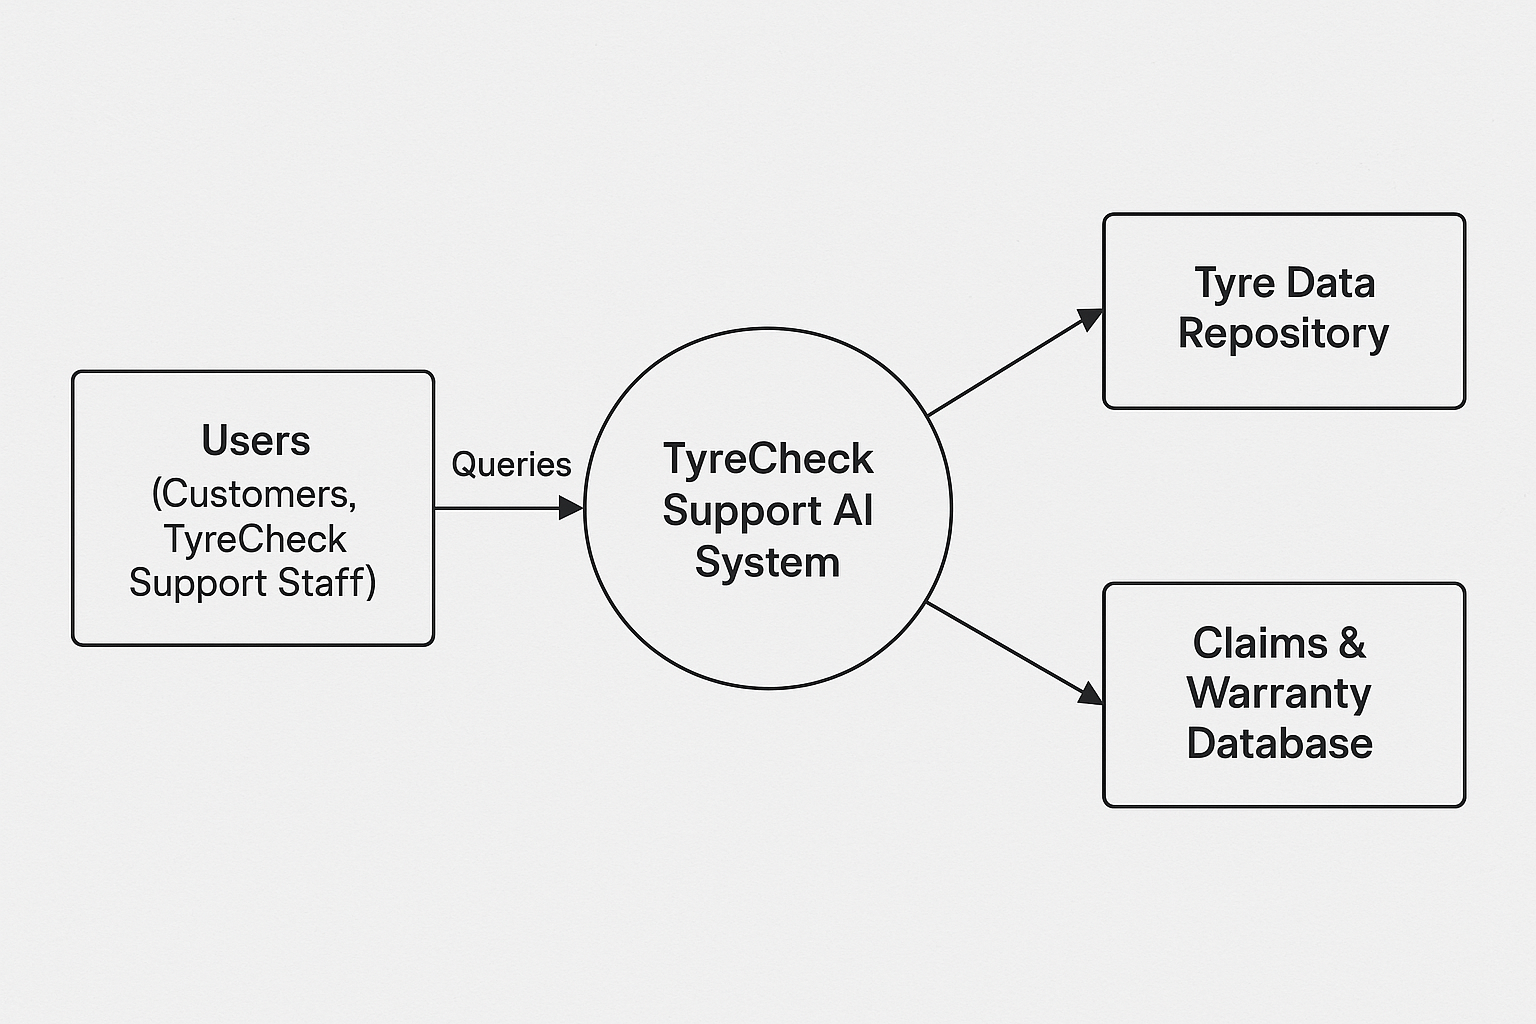 Users
(Customers,
TyreCheck
Support Staff)
Queries
TyreCheck
Support AI
System
Tyre Data
Repository
Claims &
Warranty
Database